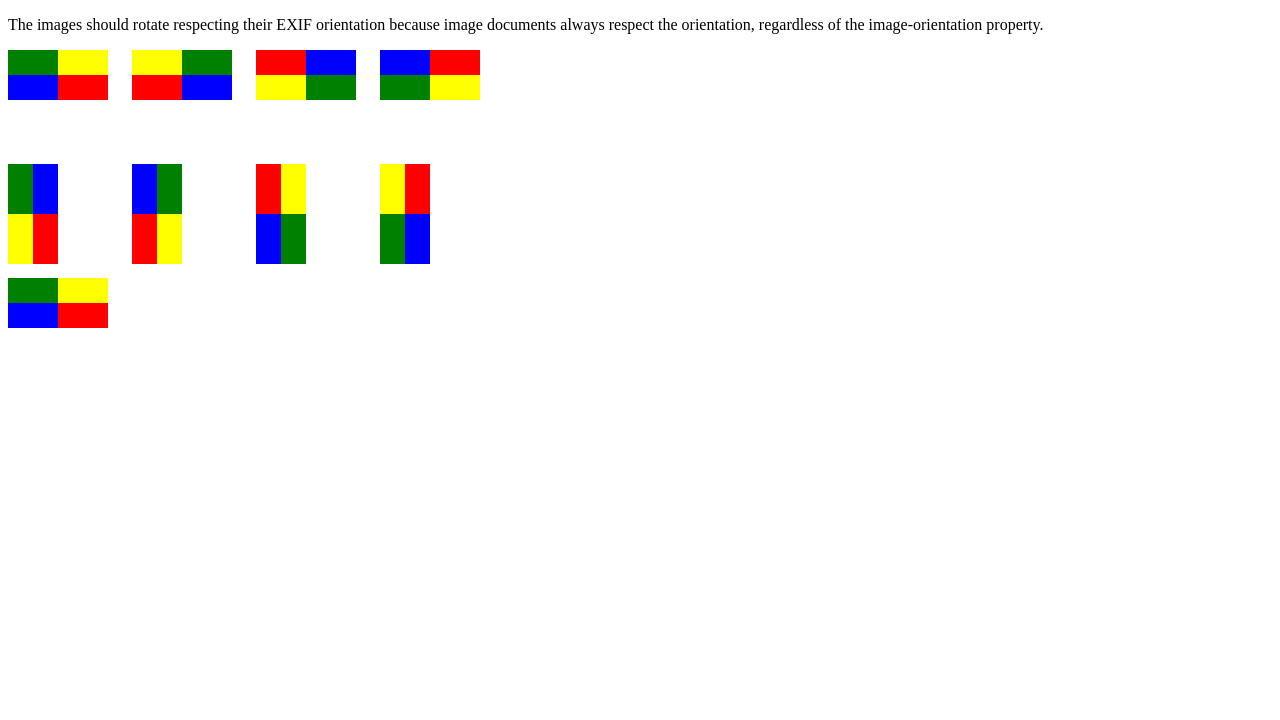 The images should rotate respecting their EXIF orientation because image documents always respect the orientation, regardless of the image-orientation property.